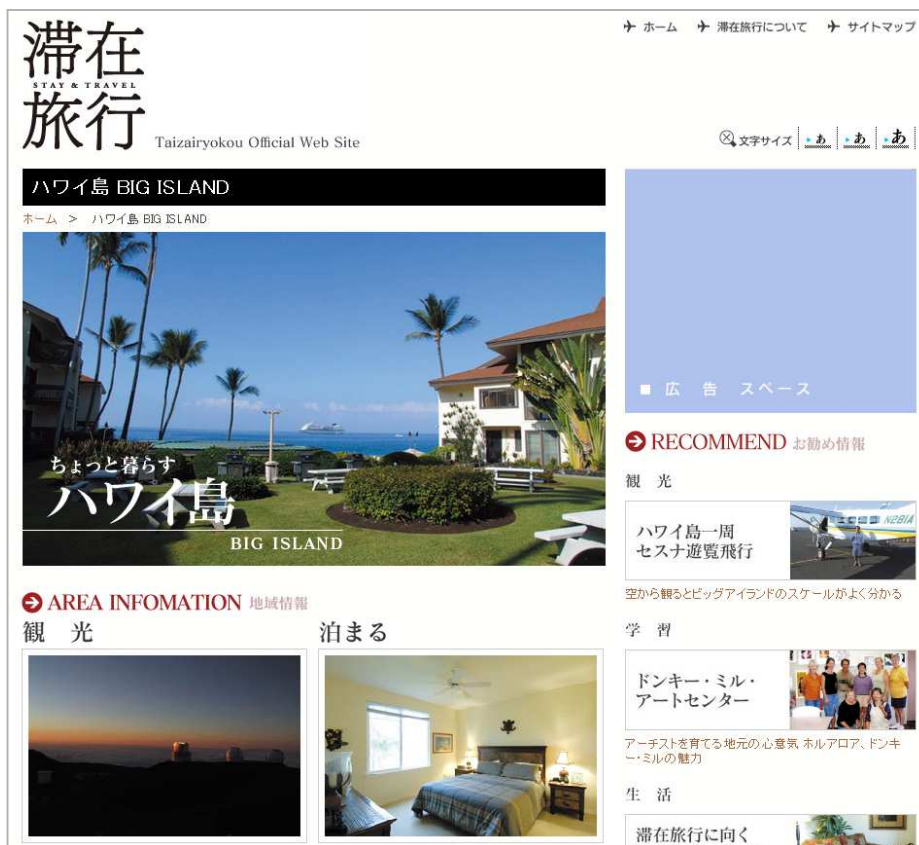 滞在
STAY & TRAVEL
旅行
Taizairyokou Official Web Site
ホーム 滞在旅行について サイトマップ
文字サイズ あ あ あ
ハワイ島 BIG ISLAND
ホーム > ハワイ島 BIG ISLAND
ちょっと暮らす
ハワイ島
BIG ISLAND
AREA INFOMATION 地域情報
観 光
泊まる
■ 広 告 スペース
RECOMMEND お勧め情報
観 光
ハワイ島一周
セスナ遊覧飛行
N281A
空から観るとビッグアイランドのスケールがよく分かる
学 習
ドンキー・ミル・
アートセンター
アーチストを育てる地元の心意気 ホルアロア、ドンキ
ー・ミルの魅力
生 活
滞在旅行に向く